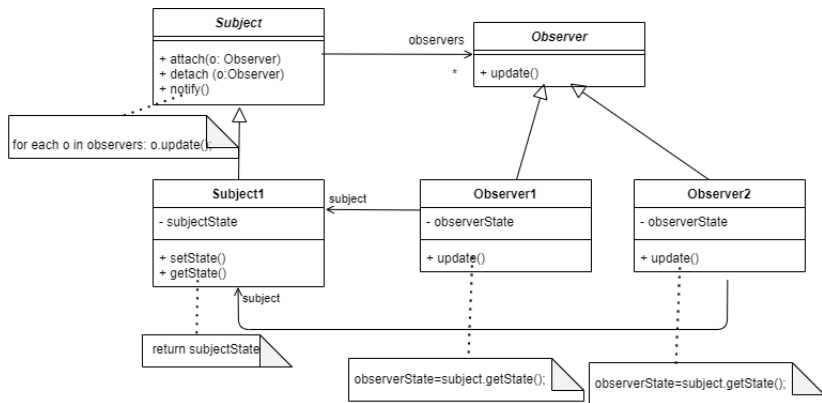 Subject
+ attach(o: Observer)
+ detach (o:Observer)
+ notify()
observers
*
Observer
+ update()
for each o in observers: o.update();
Subject1
- subjectState
+ setState()
+ getState()
subject
Observer1
- observerState
+ update()
Observer2
- observerState
+ update()
subject
return subjectState
observerState=subject.getState();
observerState=subject.getState();